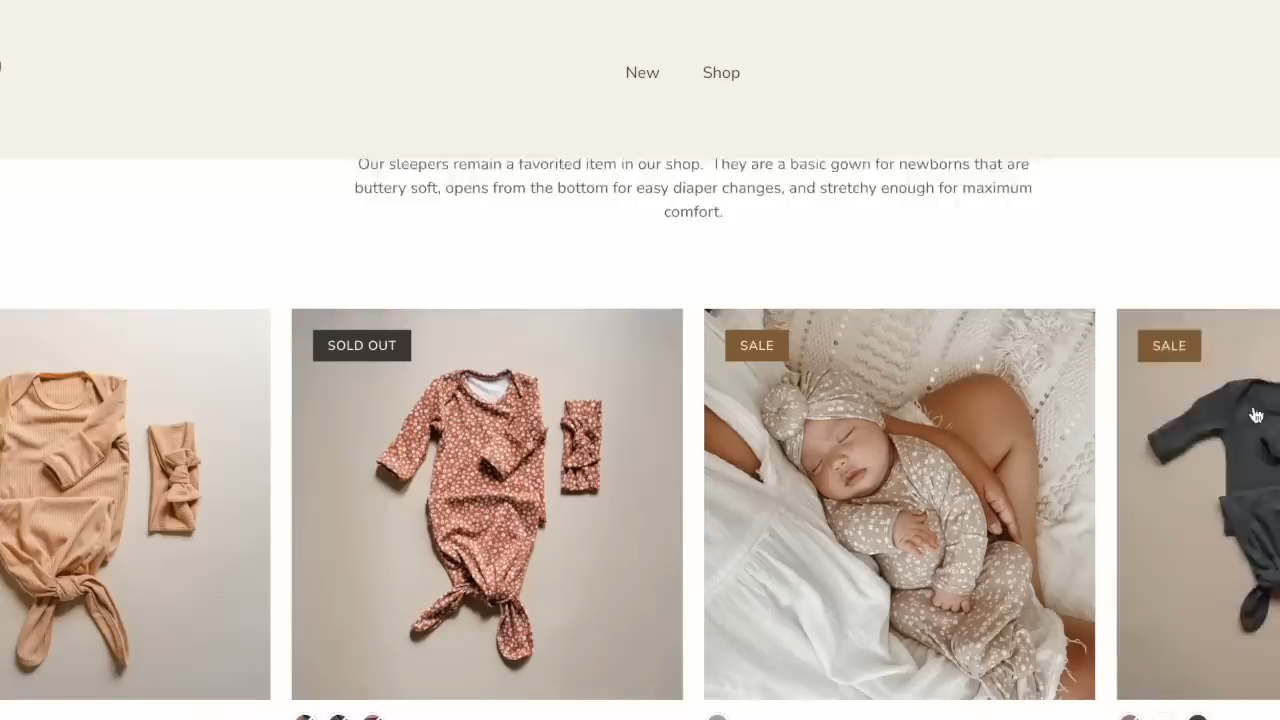 New Shop
Our sleepers remain a favorited item in our shop. They are a basic gown for newborns that are
buttery soft, opens from the bottom for easy diaper changes, and stretchy enough for maximum
comfort.
SOLD OUT
SALE
SALE